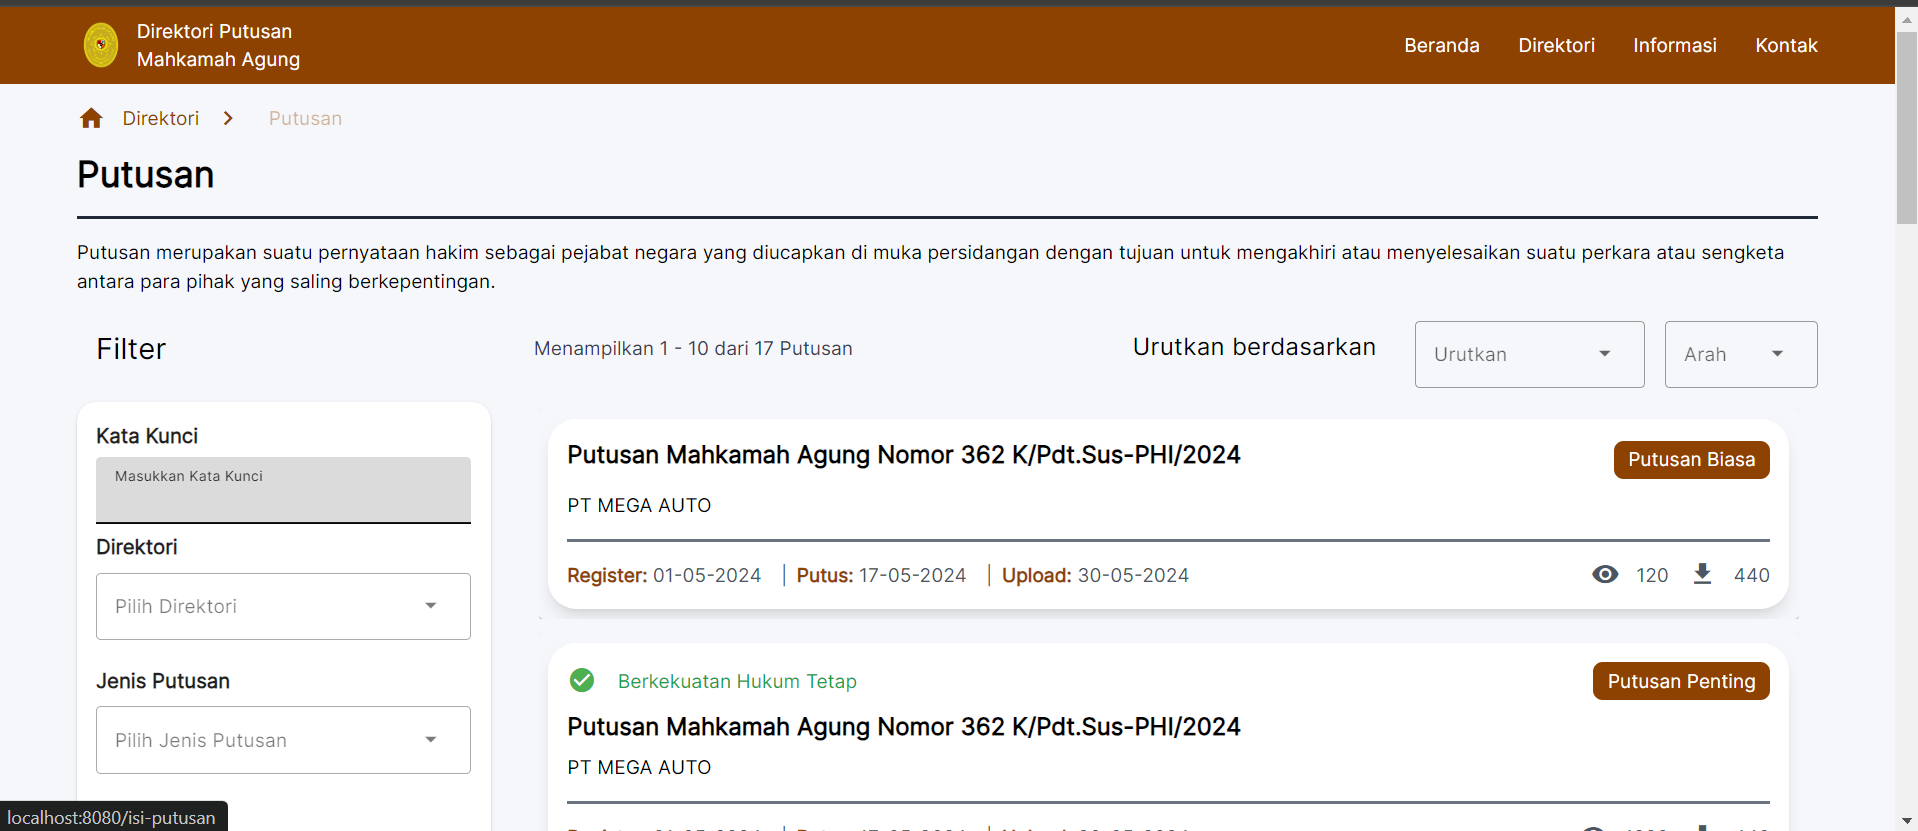 Direktori Putusan
Mahkamah Agung
Beranda
Direktori
Informasi
Kontak
Direktori
Putusan
Putusan
Putusan merupakan suatu pernyataan hakim sebagai pejabat negara yang diucapkan di muka persidangan dengan tujuan untuk mengakhiri atau menyelesaikan suatu perkara atau sengketa
antara para pihak yang saling berkepentingan.
Filter
Menampilkan 1 - 10 dari 17 Putusan
Urutkan berdasarkan
Urutkan
Arah
Kata Kunci
Masukkan Kata Kunci
Direktori
Pilih Direktori
Jenis Putusan
Pilih Jenis Putusan
Putusan Mahkamah Agung Nomor 362 K/Pdt.Sus-PHI/2024
Putusan Biasa
PT MEGA AUTO
Register: 01-05-2024 | Putus: 17-05-2024 | Upload: 30-05-2024
120
440
Berkekuatan Hukum Tetap
Putusan Penting
Putusan Mahkamah Agung Nomor 362 K/Pdt.Sus-PHI/2024
PT MEGA AUTO
localhost:8080/isi-putusan